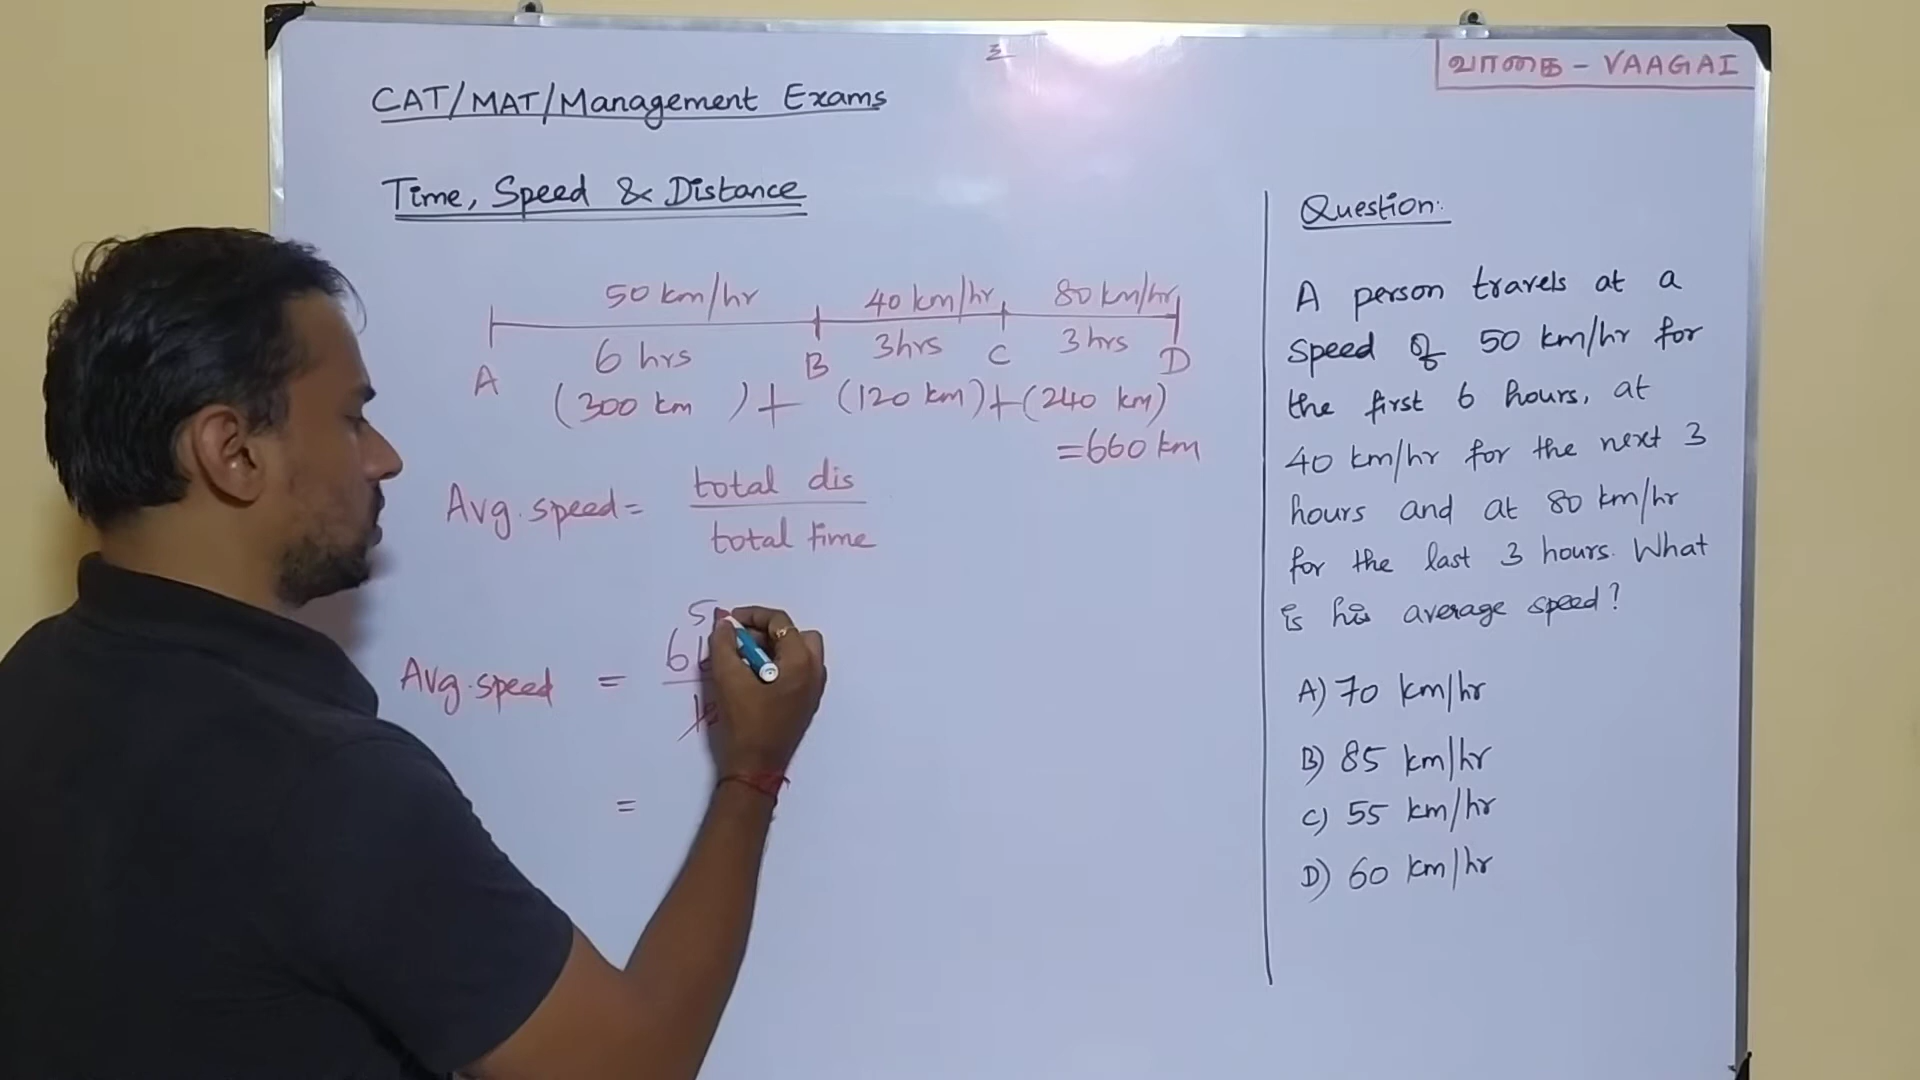 வாகை - VAAGAI
CAT/MAT/Management Exams
Time, Speed & Distance
50 km/hr 40 km/hr 80 km/hr
6 hrs 3 hrs 3 hrs
A B C D
(300 km ) + (120 km) + (240 km)
= 660 km
Avg. speed = total dis
total time
Avg. speed =
=
Question:
A person travels at a
speed of 50 km/hr for
the first 6 hours, at
40 km/hr for the next 3
hours and at 80 km/hr
for the last 3 hours. What
is his average speed?
A) 70 km/hr
B) 85 km/hr
C) 55 km/hr
D) 60 km/hr